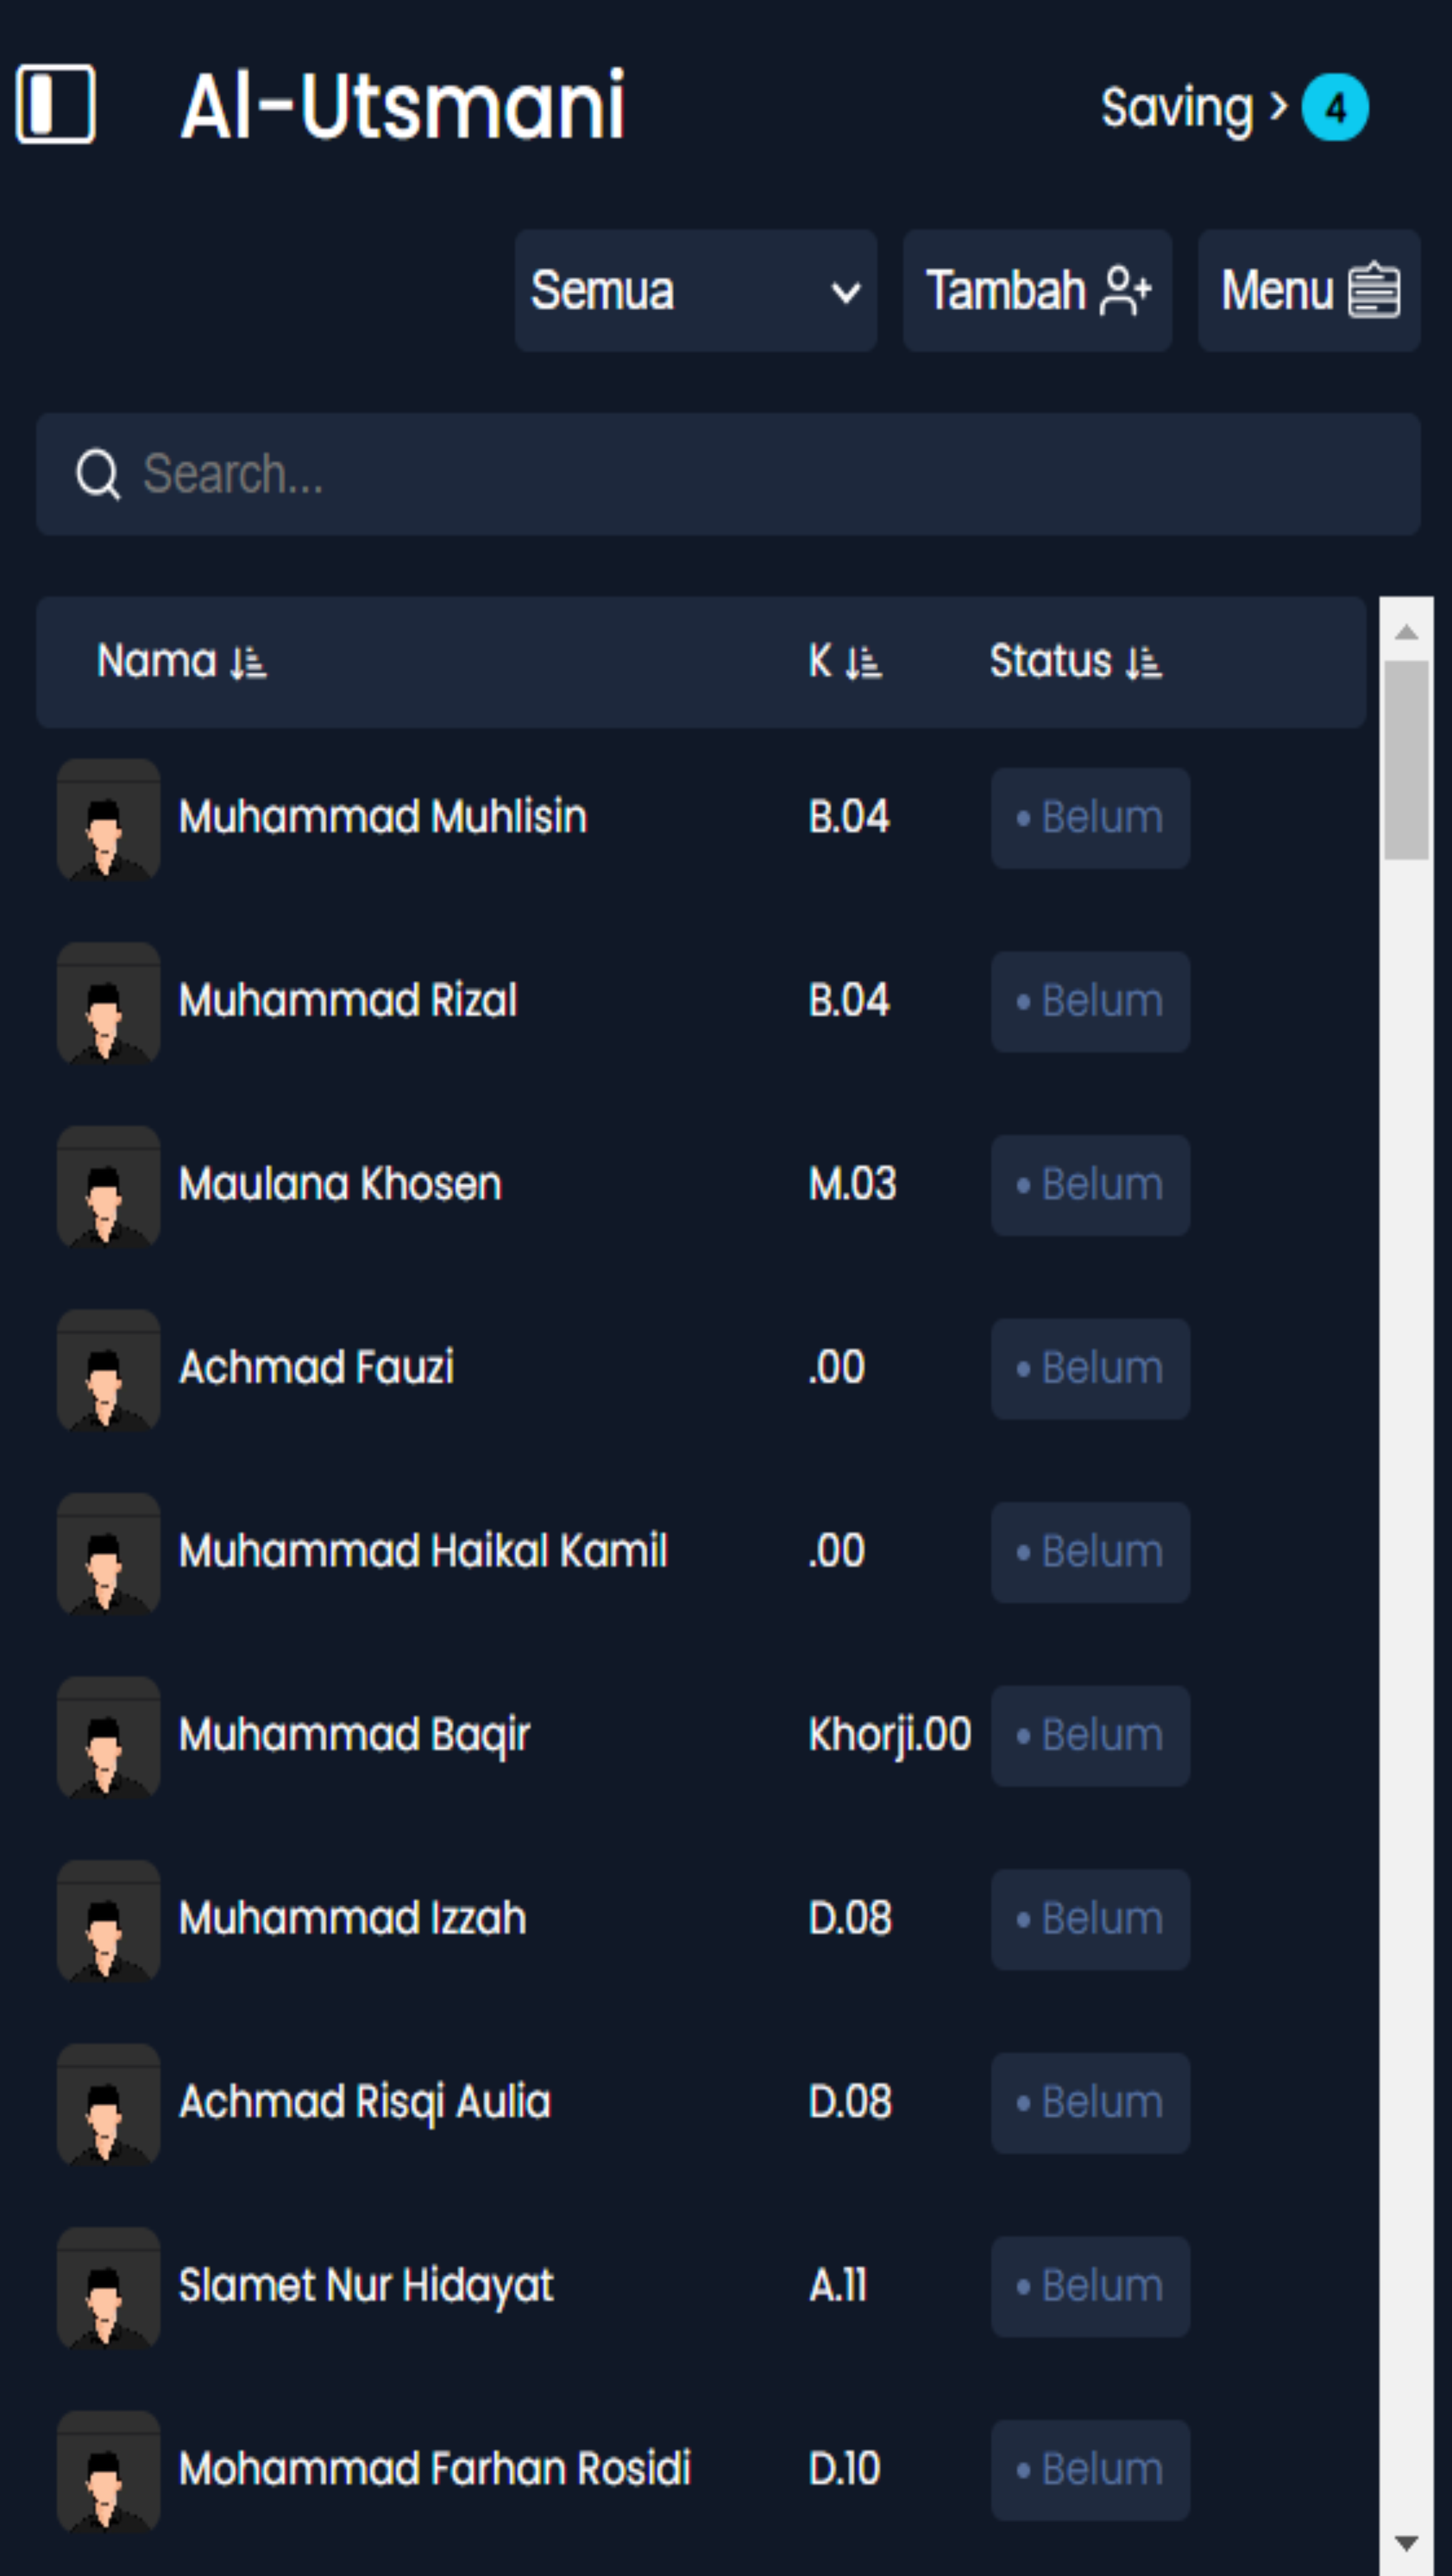 Al-Utsmani Saving > 4
Semua Tambah Menu
Search...
Nama K Status
Muhammad Muhlisin B.04 • Belum
Muhammad Rizal B.04 • Belum
Maulana Khosen M.03 • Belum
Achmad Fauzi .00 • Belum
Muhammad Haikal Kamil .00 • Belum
Muhammad Baqir Khorji.00 • Belum
Muhammad Izzah D.08 • Belum
Achmad Risqi Aulia D.08 • Belum
Slamet Nur Hidayat A.11 • Belum
Mohammad Farhan Rosidi D.10 • Belum